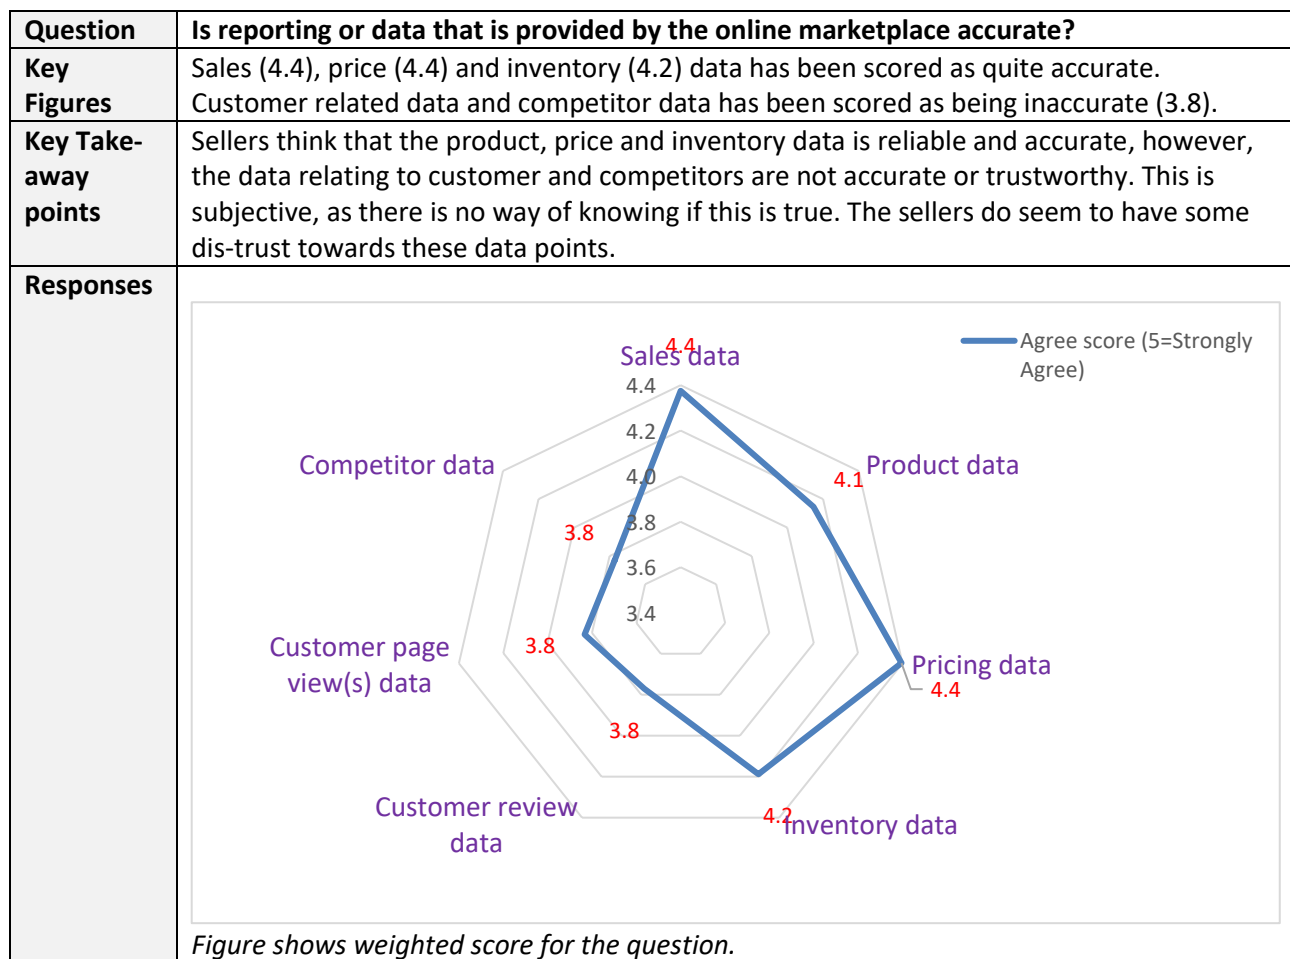 Question
Is reporting or data that is provided by the online marketplace accurate?
Key
Figures
Sales (4.4), price (4.4) and inventory (4.2) data has been scored as quite accurate.
Customer related data and competitor data has been scored as being inaccurate (3.8).
Key Take-
away
points
Sellers think that the product, price and inventory data is reliable and accurate, however,
the data relating to customer and competitors are not accurate or trustworthy. This is
subjective, as there is no way of knowing if this is true. The sellers do seem to have some
dis-trust towards these data points.
Responses
4.4
Sales data
Agree score (5=Strongly
Agree)
4.4
4.2
4.0
3.8
3.6
3.4
Competitor data
Product data
4.1
3.8
Customer page
view(s) data
3.8
Pricing data
4.4
3.8
Customer review
data
4.2
Inventory data
Figure shows weighted score for the question.